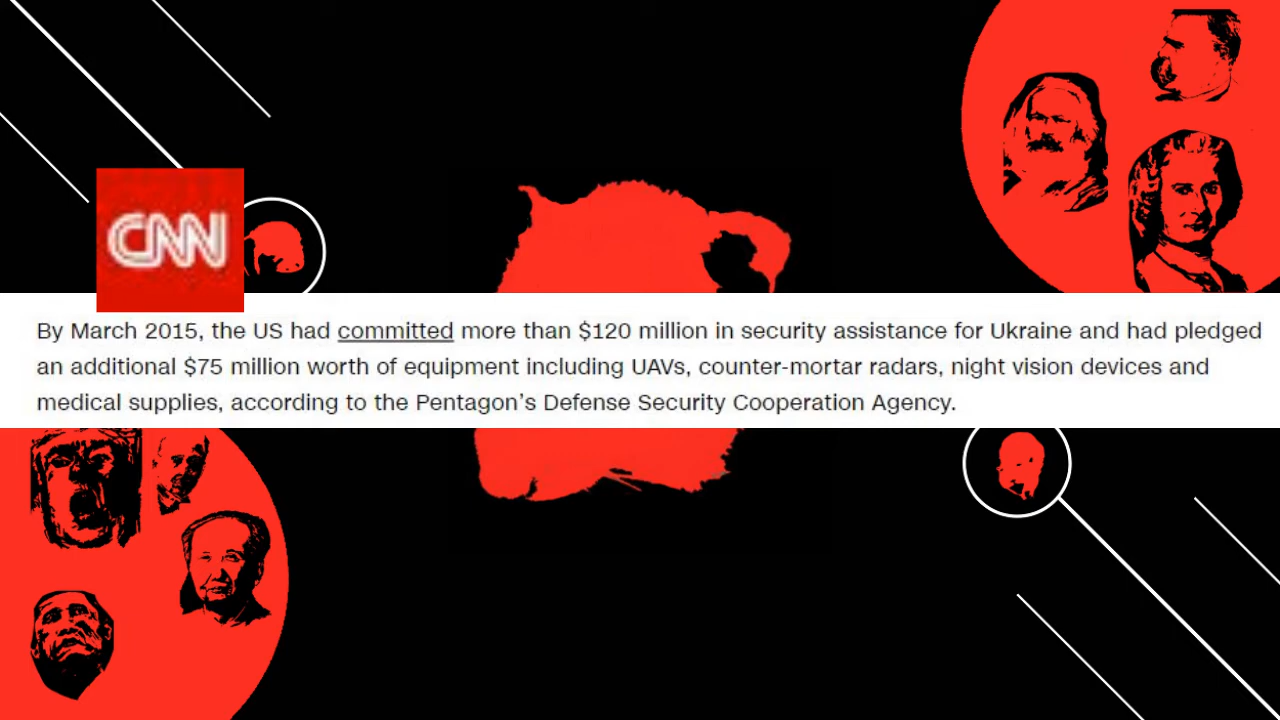 CNN
By March 2015, the US had committed more than $120 million in security assistance for Ukraine and had pledged
an additional $75 million worth of equipment including UAVs, counter-mortar radars, night vision devices and
medical supplies, according to the Pentagon’s Defense Security Cooperation Agency.